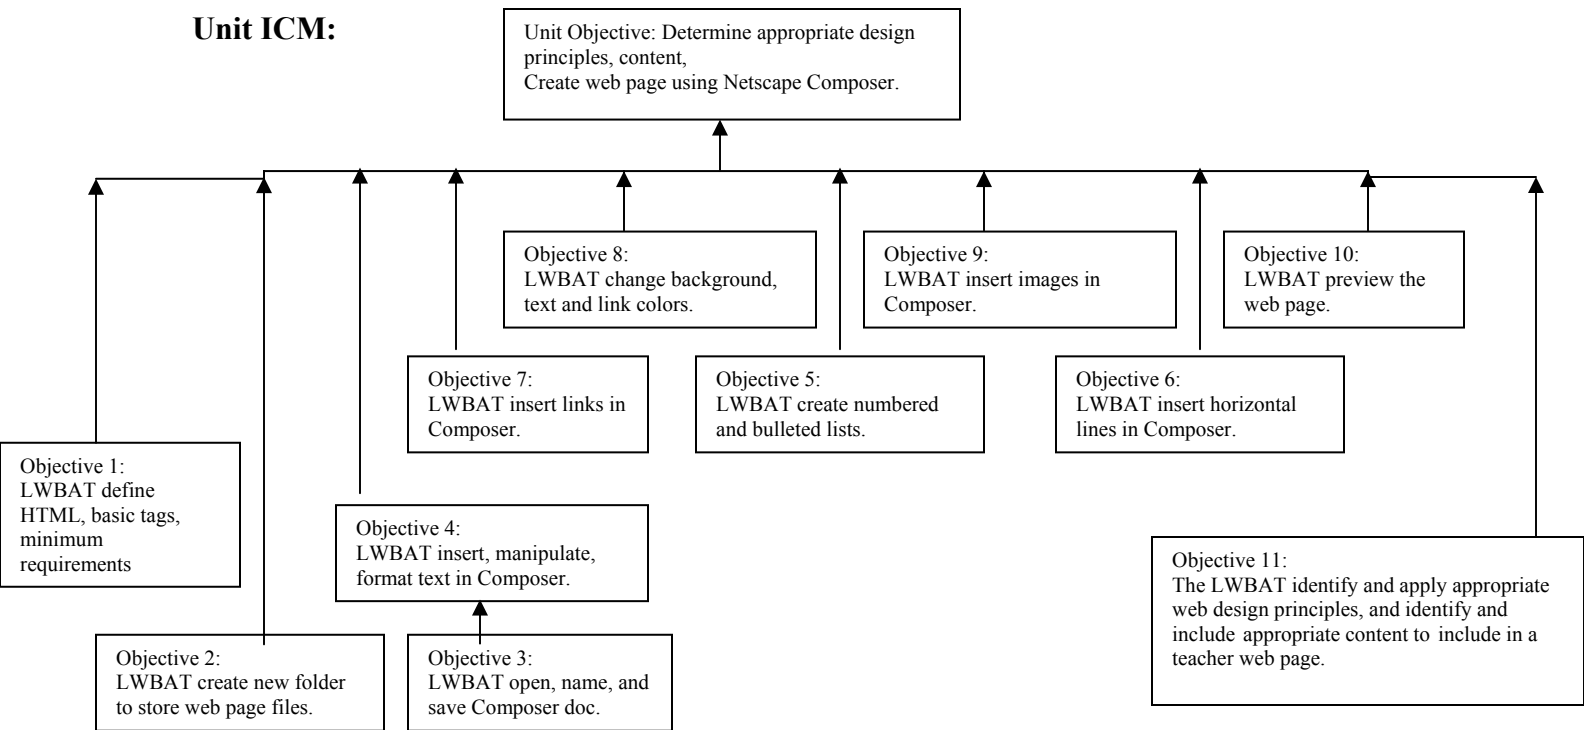 Unit ICM:
Unit Objective: Determine appropriate design
principles, content,
Create web page using Netscape Composer.
Objective 8:
LWBAT change background,
text and link colors.
Objective 9:
LWBAT insert images in
Composer.
Objective 10:
LWBAT preview the
web page.
Objective 7:
LWBAT insert links in
Composer.
Objective 5:
LWBAT create numbered
and bulleted lists.
Objective 6:
LWBAT insert horizontal
lines in Composer.
Objective 1:
LWBAT define
HTML, basic tags,
minimum
requirements
Objective 4:
LWBAT insert, manipulate,
format text in Composer.
Objective 11:
The LWBAT identify and apply appropriate
web design principles, and identify and
include appropriate content to include in a
teacher web page.
Objective 2:
LWBAT create new folder
to store web page files.
Objective 3:
LWBAT open, name, and
save Composer doc.